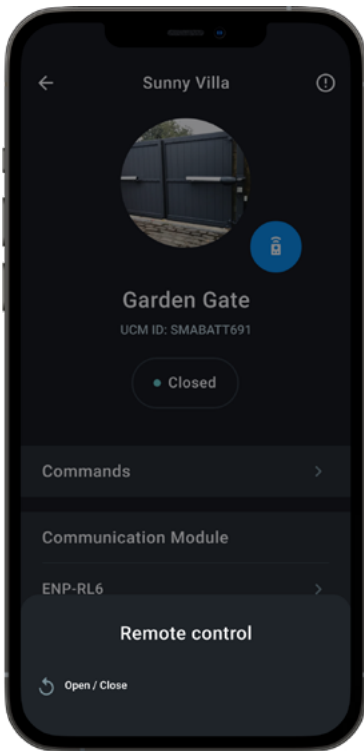 Sunny Villa
Garden Gate
UCM ID: SMABATT691
Closed
Commands
Communication Module
ENP-RL6
Remote control
Open / Close